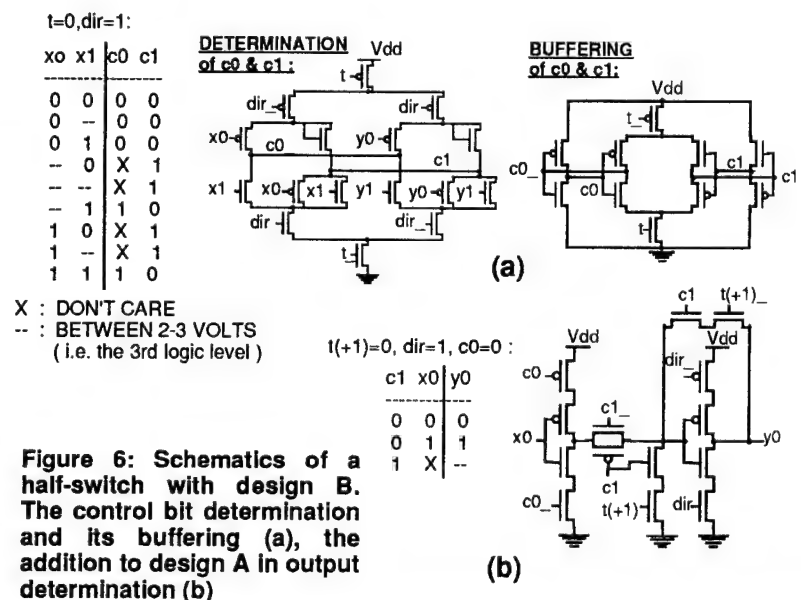 t=0,dir=1:
xo x1 c0 c1
0 0 0 0
0 -- 0 0
0 1 0 0
-- 0 X 1
-- -- X 1
-- 1 1 0
1 0 X 1
1 -- X 1
1 1 1 0
X : DON'T CARE
-- : BETWEEN 2-3 VOLTS
( i.e. the 3rd logic level )
DETERMINATION
of c0 & c1 :
Vdd
t
dir_ dir
x0 y0
c0_ c1
x1 x0 x1 y1 y0 y1
dir dir_
t_
BUFFERING
of c0 & c1:
Vdd
t_
c0_ c1_
c0 c1
t
(a)
t(+1)=0, dir=1, c0=0 :
c1 x0 y0
0 0 0
0 1 1
1 X --
c1 t(+1)_
Vdd Vdd
c0 dir_
c1_
x0 y0
c1
c0_ t(+1) dir
(b)
Figure 6: Schematics of a
half-switch with design B.
The control bit determination
and its buffering (a), the
addition to design A in output
determination (b)